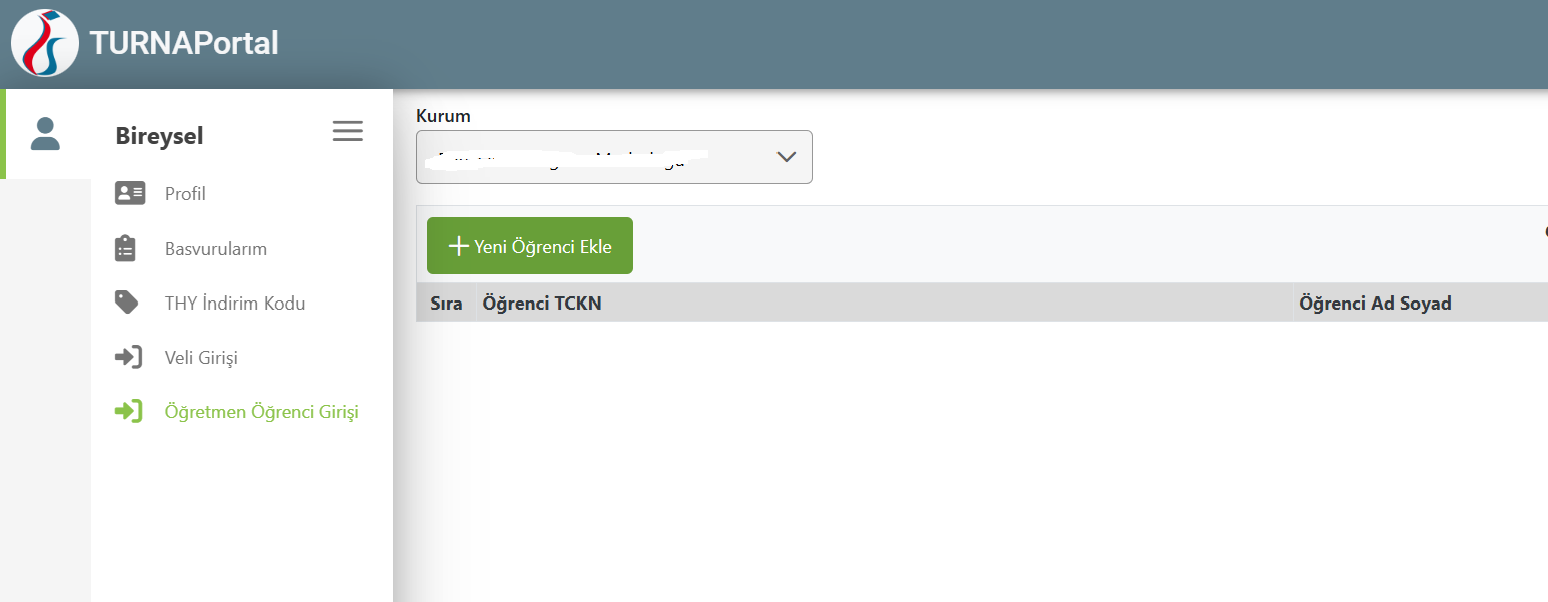 TURNAPortal
Bireysel
Profil
Basvurularım
THY İndirim Kodu
Veli Girişi
Öğretmen Öğrenci Girişi
Kurum
Yeni Öğrenci Ekle
Sıra Öğrenci TCKN Öğrenci Ad Soyad